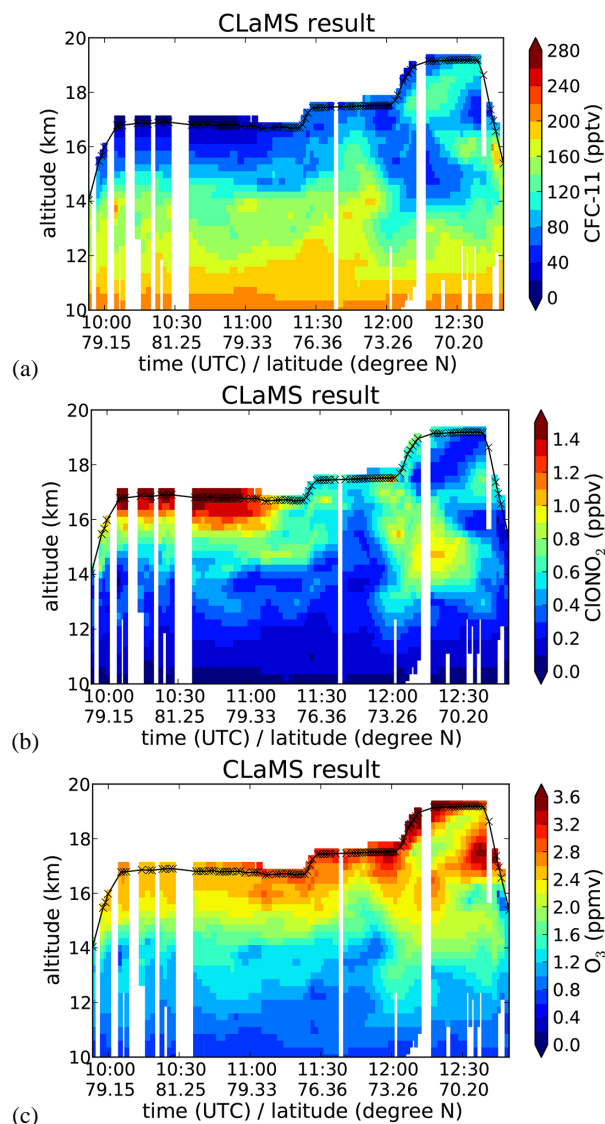 CLaMS result
20
18
16
14
12
10
altitude (km)
10:00 10:30 11:00 11:30 12:00 12:30
79.15 81.25 79.33 76.36 73.26 70.20
time (UTC) / latitude (degree N)
280
240
200
160
120
80
40
0
CFC-11 (pptv)
(a)
CLaMS result
20
18
16
14
12
10
altitude (km)
10:00 10:30 11:00 11:30 12:00 12:30
79.15 81.25 79.33 76.36 73.26 70.20
time (UTC) / latitude (degree N)
1.4
1.2
1.0
0.8
0.6
0.4
0.2
0.0
ClONO₂ (ppbv)
(b)
CLaMS result
20
18
16
14
12
10
altitude (km)
10:00 10:30 11:00 11:30 12:00 12:30
79.15 81.25 79.33 76.36 73.26 70.20
time (UTC) / latitude (degree N)
3.6
3.2
2.8
2.4
2.0
1.6
1.2
0.8
0.4
0.0
O₃ (ppmv)
(c)